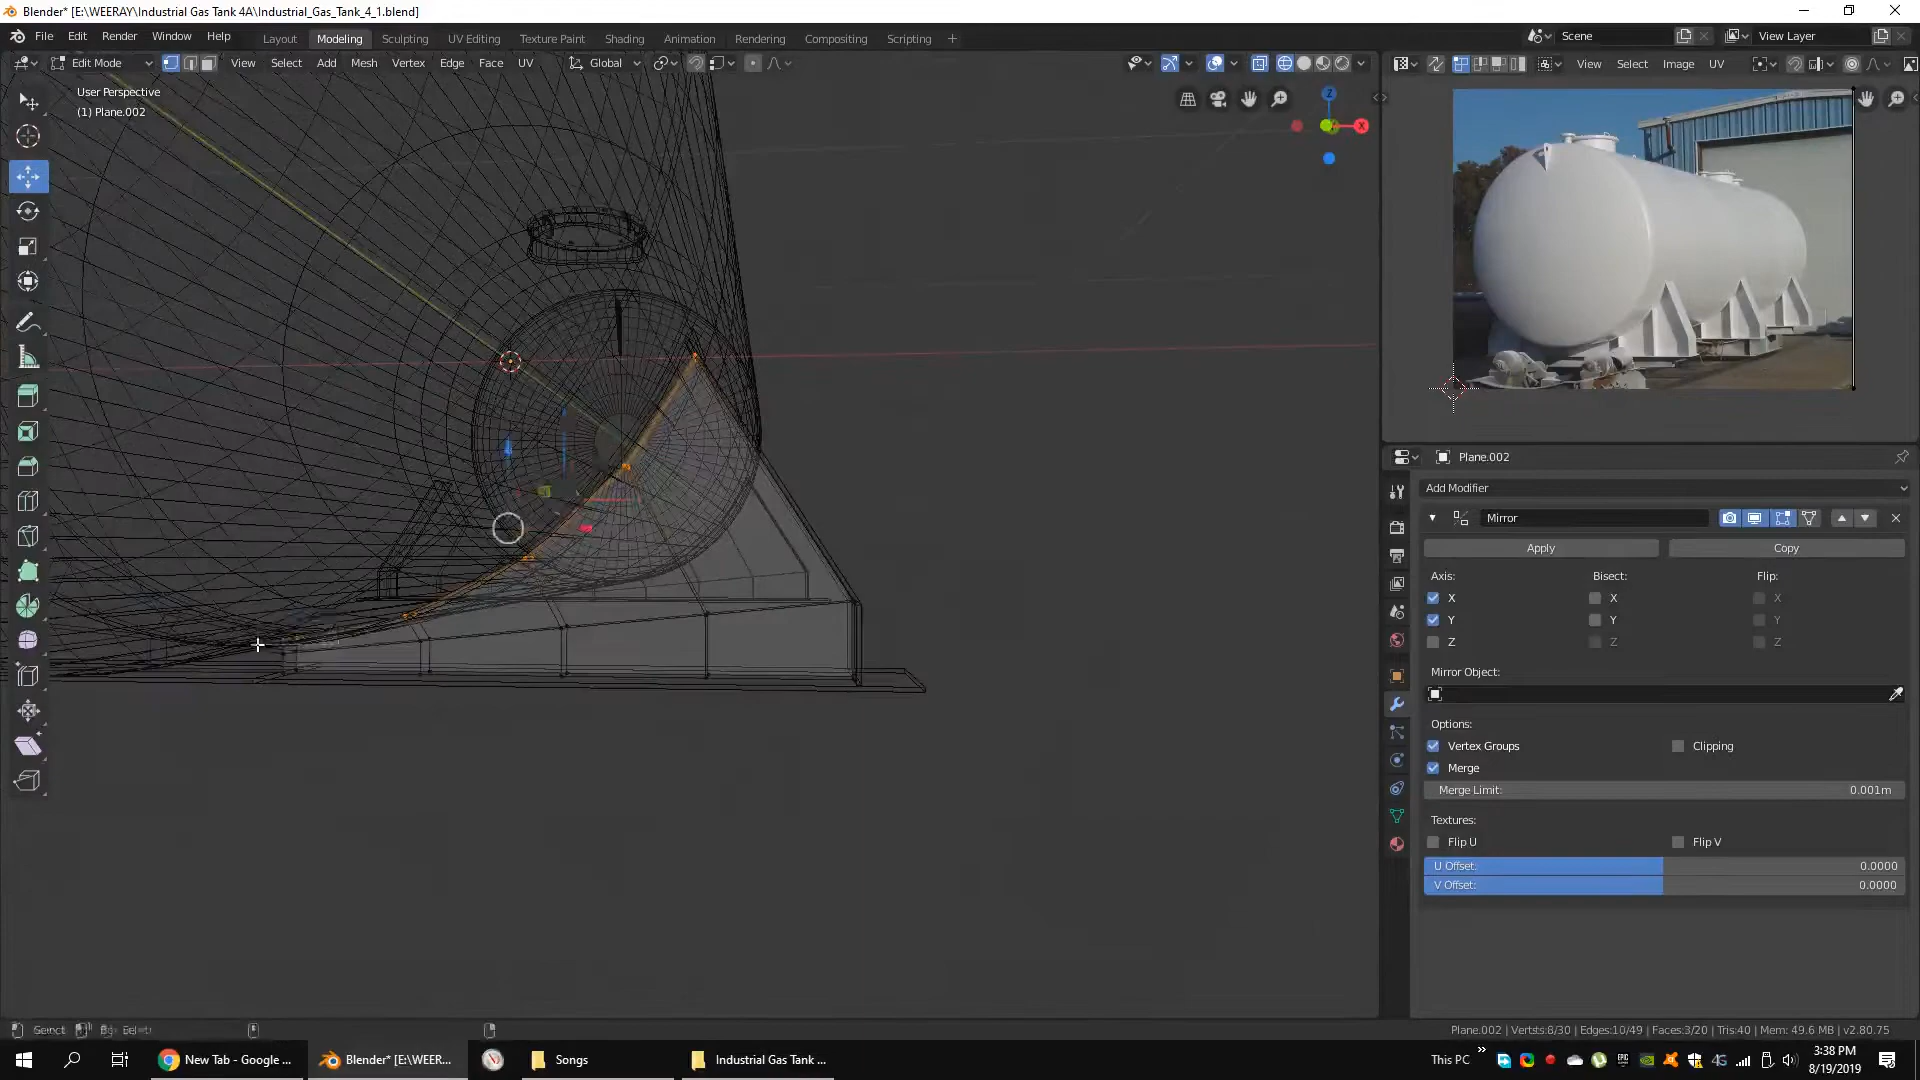 Blender* [E:\WEERAY\Industrial Gas Tank 4A\Industrial_Gas_Tank_4_1.blend]
File Edit Render Window Help Layout Modeling Sculpting UV Editing Texture Paint Shading Animation Rendering Compositing Scripting Scene View Layer
Edit Mode View Select Add Mesh Vertex Edge Face UV Global View Select Image UV
User Perspective
(1) Plane.002
Z
X
Plane.002
Add Modifier
Mirror
Apply Copy
Axis: Bisect: Flip:
X X X
Y Y Y
Z Z Z
Mirror Object:
Options:
Vertex Groups Clipping
Merge
Merge Limit: 0.001m
Textures:
Flip U Flip V
U Offset: 0.0000
V Offset: 0.0000
Plane.002 | Verts:8/30 | Edges:10/49 | Faces:3/20 | Tris:40 | Mem: 49.6 MB | v2.80.75
New Tab - Google ... Blender* [E:\WEER... Songs Industrial Gas Tank ... This PC 4G 3:38 PM
8/19/2019